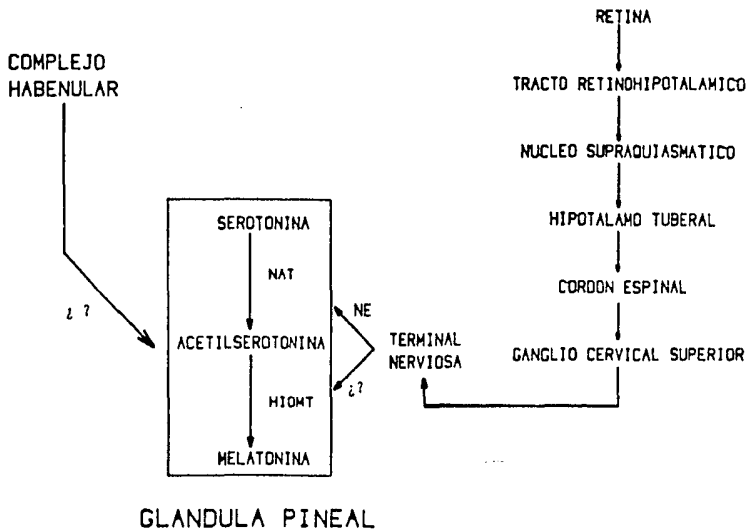 COMPLEJO
HABENULAR
¿ ?
SEROTONINA
NAT
ACETILSEROTONINA
HIOMT
MELATONINA
GLANDULA PINEAL
NE
¿?
TERMINAL
NERVIOSA
RETINA
TRACTO RETINOHIPOTALAMICO
NUCLEO SUPRAQUIASMATICO
HIPOTALAMO TUBERAL
CORDON ESPINAL
GANGLIO CERVICAL SUPERIOR